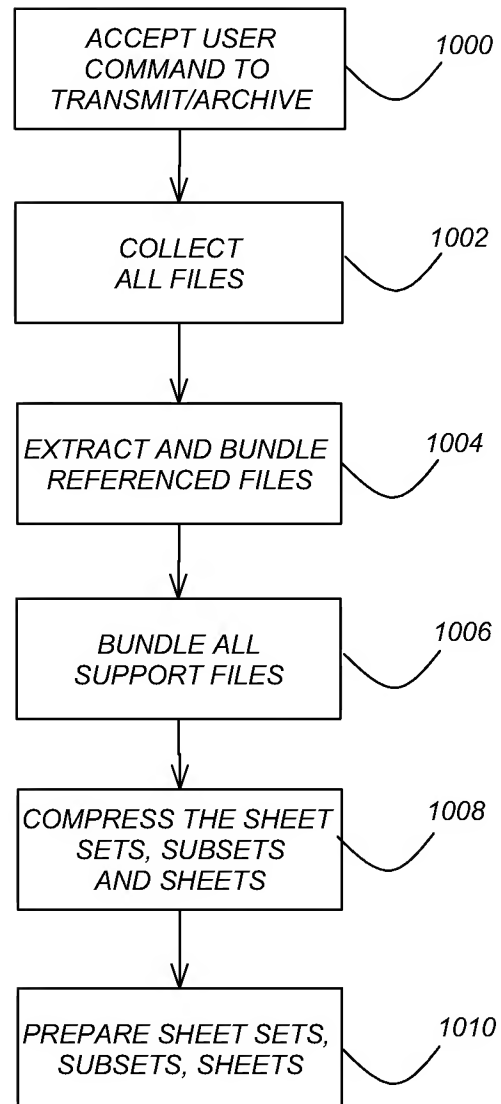 ACCEPT USER
COMMAND TO
TRANSMIT/ARCHIVE
1000
COLLECT
ALL FILES
1002
EXTRACT AND BUNDLE
REFERENCED FILES
1004
BUNDLE ALL
SUPPORT FILES
1006
COMPRESS THE SHEET
SETS, SUBSETS
AND SHEETS
1008
PREPARE SHEET SETS,
SUBSETS, SHEETS
1010